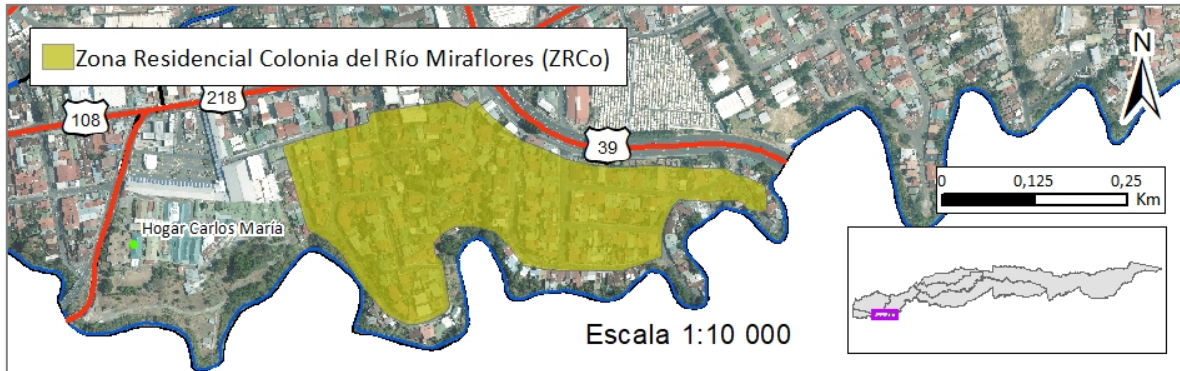 Zona Residencial Colonia del Río Miraflores (ZRCo)
N
218
108
39
0 0,125 0,25
Km
Hogar Carlos María
Escala 1:10 000